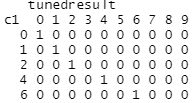 tunedresult
c1 0 1 2 3 4 5 6 7 8 9
0 1 0 0 0 0 0 0 0 0 0
1 0 1 0 0 0 0 0 0 0 0
2 0 0 1 0 0 0 0 0 0 0
4 0 0 0 0 1 0 0 0 0 0
6 0 0 0 0 0 0 1 0 0 0